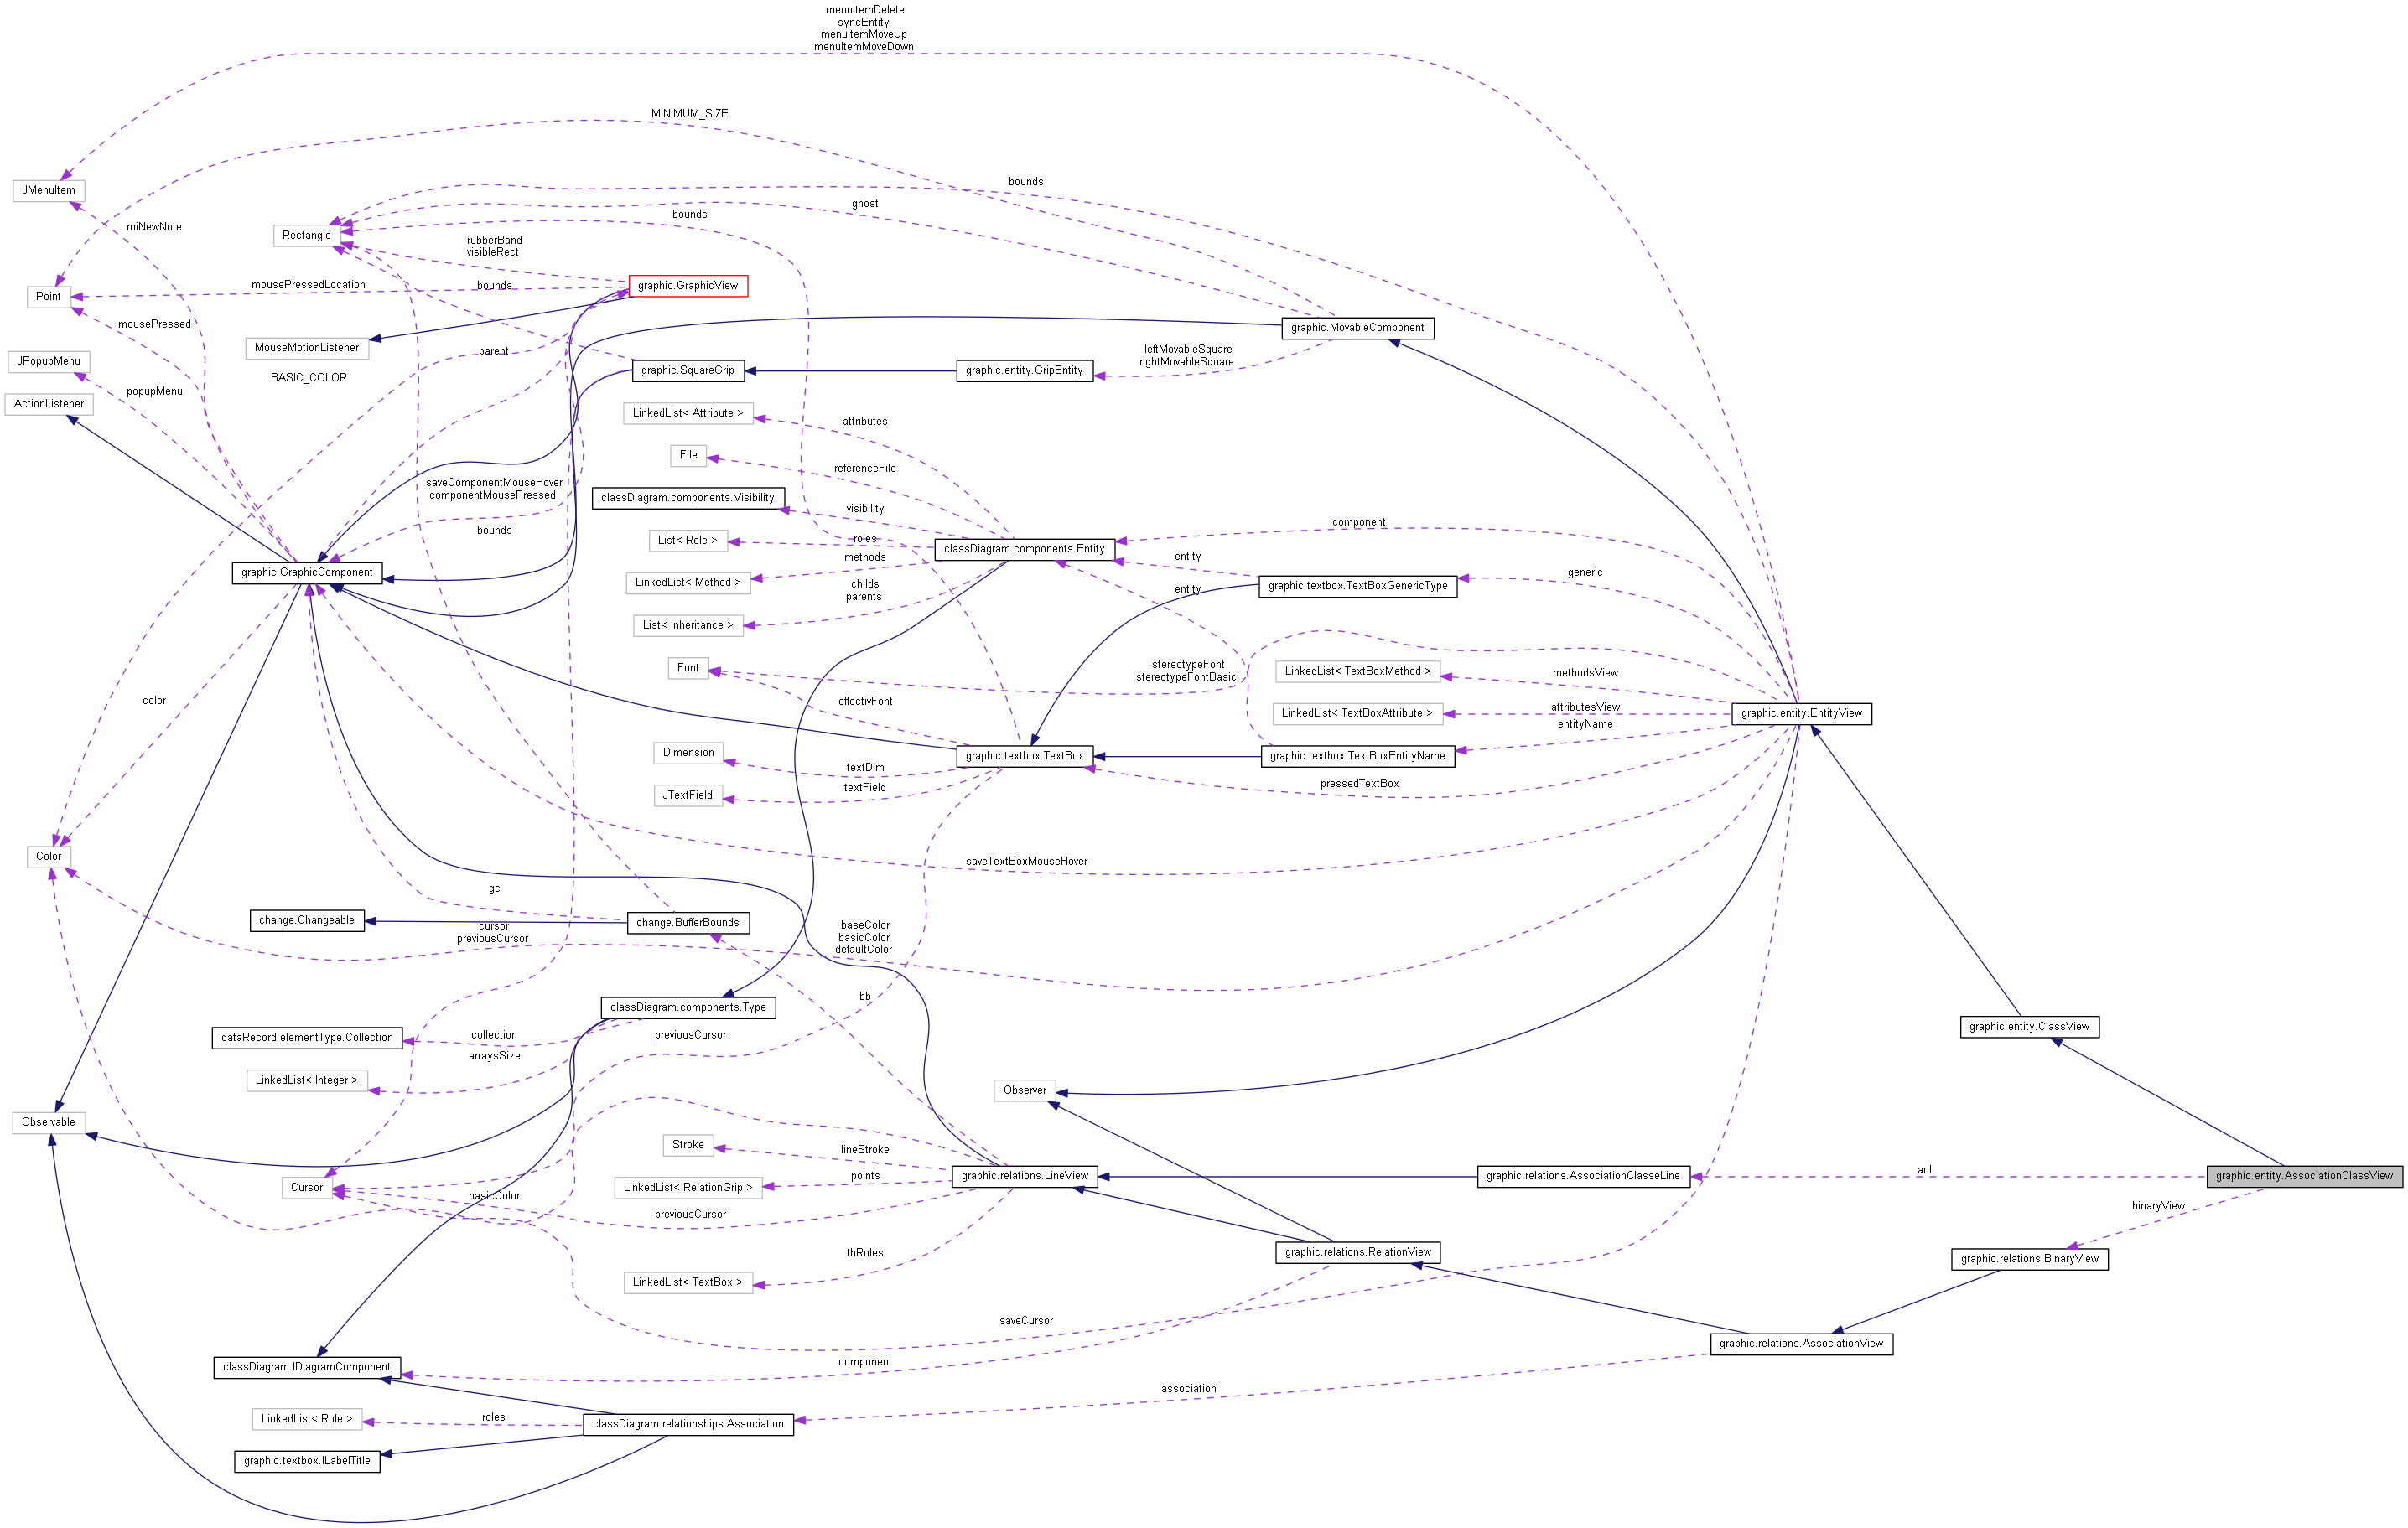 menuItemDelete
syncEntity
menuItemMoveUp
menuItemMoveDown
MINIMUM_SIZE
bounds
JMenuItem
ghost
bounds
miNewNote
Rectangle
rubberBand
visibleRect
mousePressedLocation
bounds
graphic.GraphicView
Point
mousePressed
graphic.MovableComponent
MouseMotionListener
parent
leftMovableSquare
rightMovableSquare
JPopupMenu
BASIC_COLOR
graphic.SquareGrip
graphic.entity.GripEntity
popupMenu
ActionListener
LinkedList< Attribute >
attributes
File
referenceFile
saveComponentMouseHover
componentMousePressed
classDiagram.components.Visibility
visibility
component
bounds
List< Role >
roles
classDiagram.components.Entity
methods
entity
graphic.GraphicComponent
LinkedList< Method >
childs
parents
entity
graphic.textbox.TextBoxGenericType
generic
List< Inheritance >
Font
stereotypeFont
stereotypeFontBasic
LinkedList< TextBoxMethod >
methodsView
color
effectivFont
LinkedList< TextBoxAttribute >
attributesView
graphic.entity.EntityView
entityName
Dimension
textDim
graphic.textbox.TextBox
graphic.textbox.TextBoxEntityName
JTextField
textField
pressedTextBox
Color
saveTextBoxMouseHover
gc
change.Changeable
cursor
previousCursor
change.BufferBounds
baseColor
basicColor
defaultColor
bb
classDiagram.components.Type
dataRecord.elementType.Collection
collection
previousCursor
arraysSize
graphic.entity.ClassView
LinkedList< Integer >
Observer
Observable
Stroke
lineStroke
graphic.relations.LineView
graphic.relations.AssociationClasseLine
acl
graphic.entity.AssociationClassView
Cursor
basicColor
LinkedList< RelationGrip >
points
previousCursor
binaryView
tbRoles
graphic.relations.RelationView
graphic.relations.BinaryView
LinkedList< TextBox >
saveCursor
graphic.relations.AssociationView
classDiagram.IDiagramComponent
component
association
LinkedList< Role >
roles
classDiagram.relationships.Association
graphic.textbox.ILabelTitle